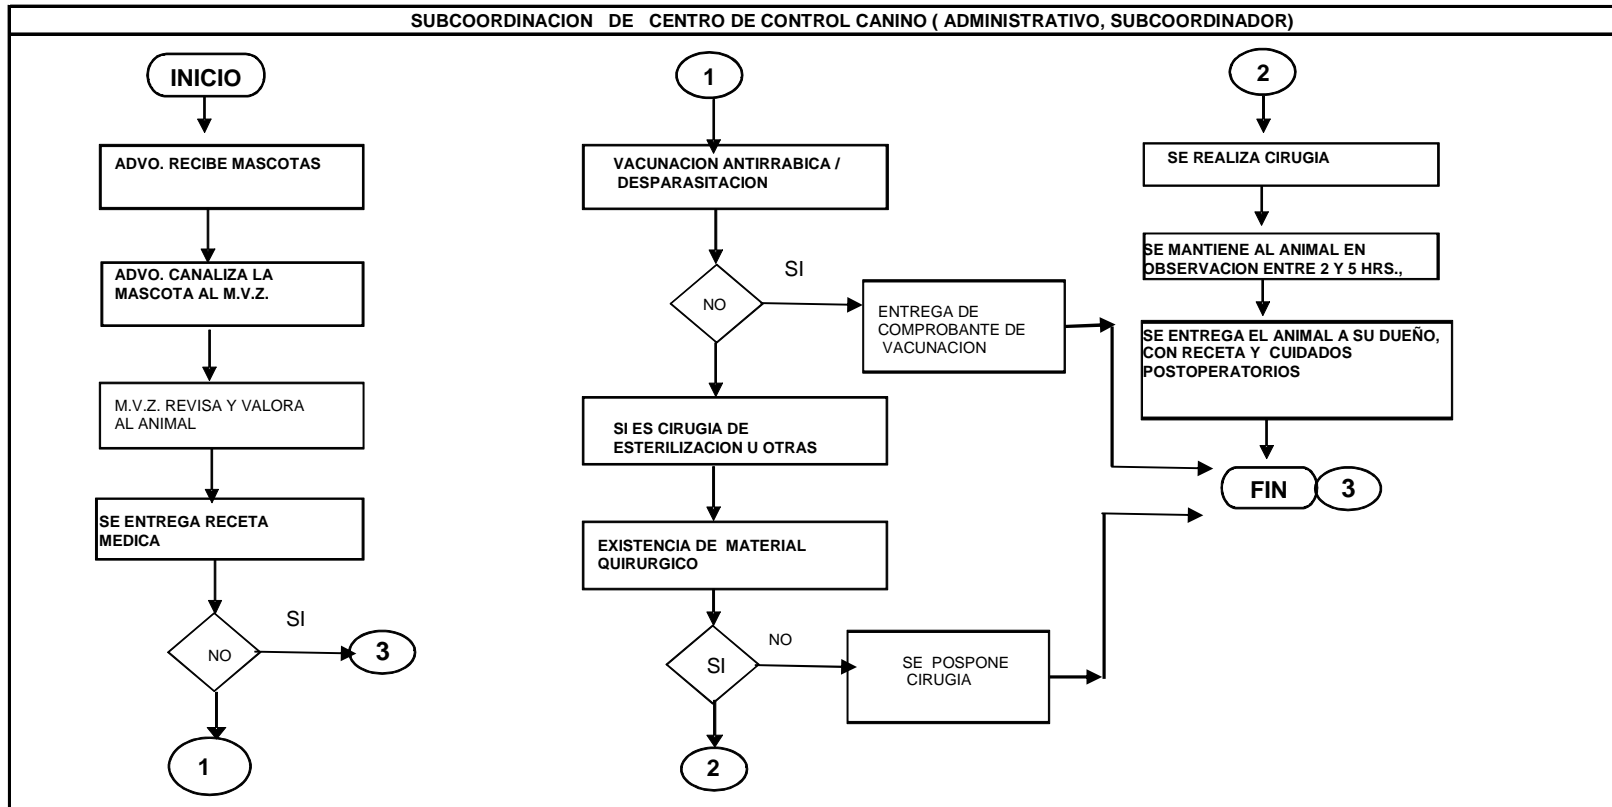 SUBCOORDINACION DE CENTRO DE CONTROL CANINO ( ADMINISTRATIVO, SUBCOORDINADOR)
INICIO
ADVO. RECIBE MASCOTAS
ADVO. CANALIZA LA
MASCOTA AL M.V.Z.
M.V.Z. REVISA Y VALORA
AL ANIMAL
SE ENTREGA RECETA
MEDICA
SI
NO
3
1
1
VACUNACION ANTIRRABICA /
DESPARASITACION
SI
NO
ENTREGA DE
COMPROBANTE DE
VACUNACION
SI ES CIRUGIA DE
ESTERILIZACION U OTRAS
EXISTENCIA DE MATERIAL
QUIRURGICO
NO
SI
SE POSPONE
CIRUGIA
2
2
SE REALIZA CIRUGIA
SE MANTIENE AL ANIMAL EN
OBSERVACION ENTRE 2 Y 5 HRS.,
SE ENTREGA EL ANIMAL A SU DUEÑO,
CON RECETA Y CUIDADOS
POSTOPERATORIOS
FIN
3